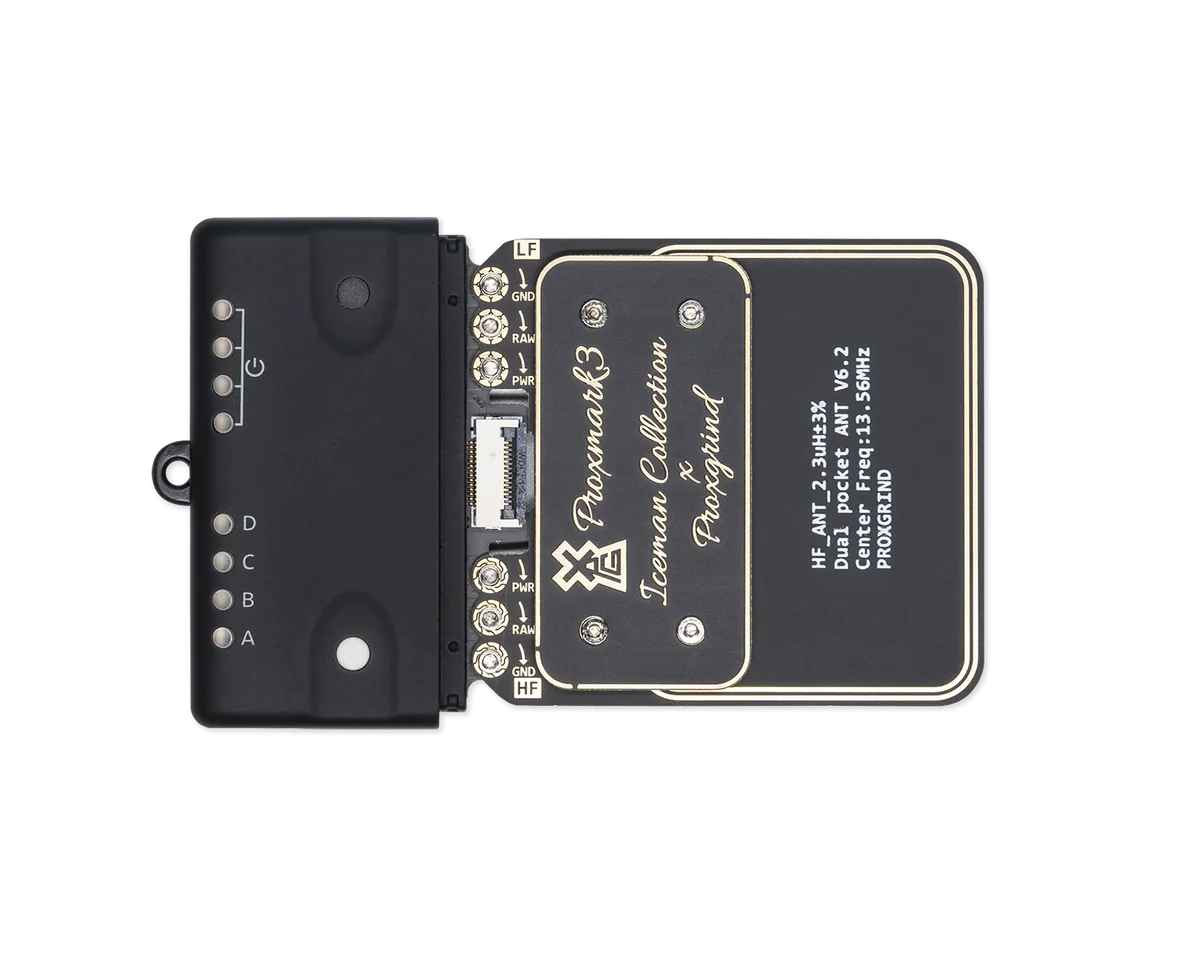 LF
GND
RAW
PWR
D
C
B
A
PWR
RAW
GND
HF
Proxmark3
Iceman Collection
x
Proxgrind
HF_ANT_2.3uH±3%
Dual pocket ANT V6.2
Center Freq:13.56MHz
PROXGRIND